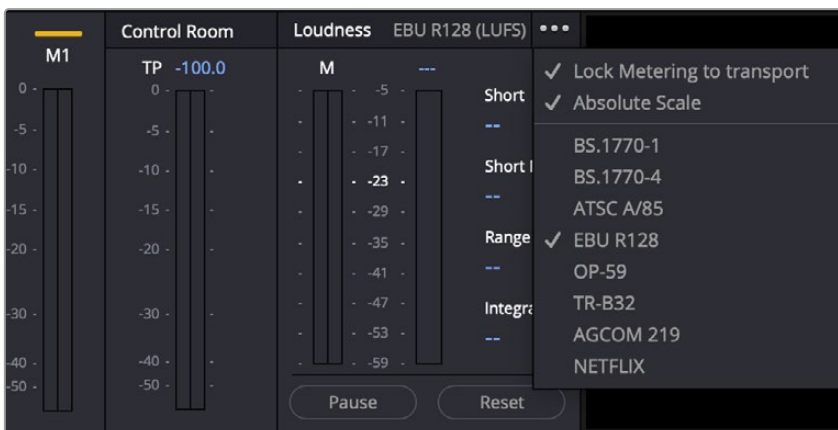 M1
0 -
-5 -
-10 -
-15 -
-20 -
-30 -
-40 -
-50 -
Control Room
TP -100.0
0 -
-5 -
-10 -
-15 -
-20 -
-30 -
-40 -
-50 -
Loudness EBU R128 (LUFS)
M ---
-5
-11
-17
-23
-29
-35
-41
-47
-53
-59
Short
--
Short
--
Range
--
Integra
--
Pause
Reset
✓ Lock Metering to transport
✓ Absolute Scale
BS.1770-1
BS.1770-4
ATSC A/85
✓ EBU R128
OP-59
TR-B32
AGCOM 219
NETFLIX